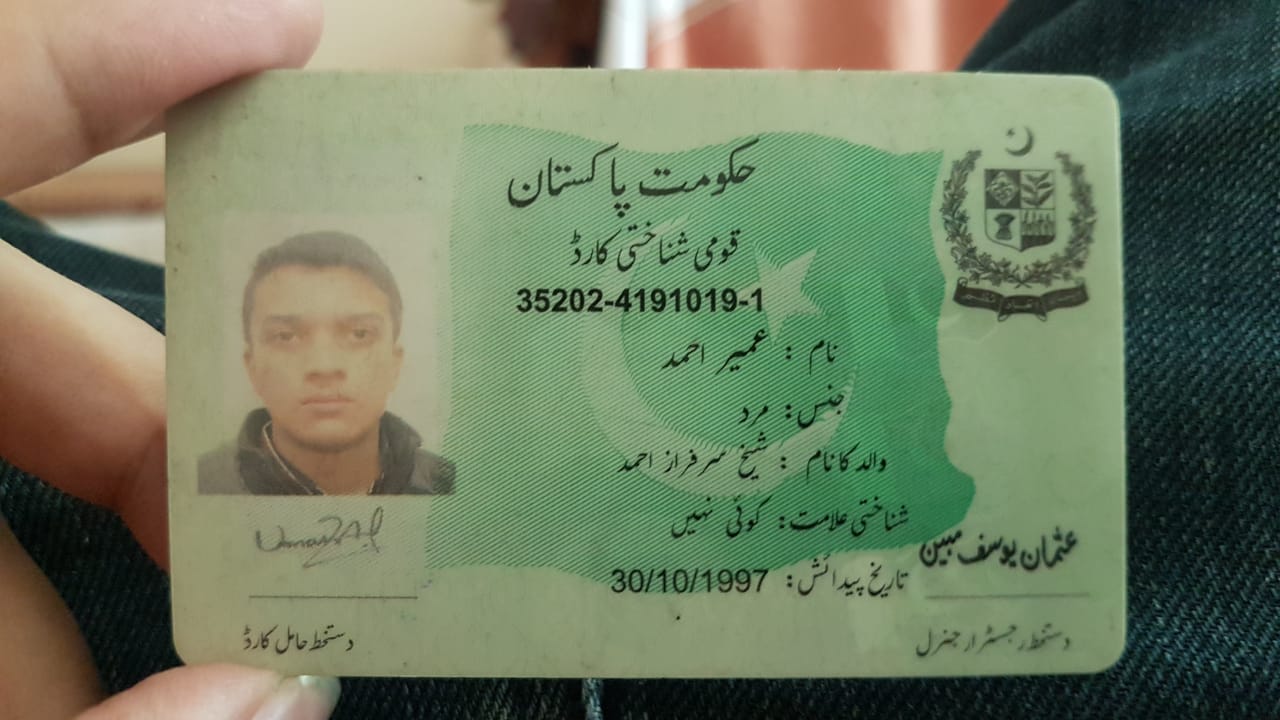 حکومت پاکستان
قومی شناختی کارڈ
35202-4191019-1
نام : عمیر احمد
جنس: مرد
والد کا نام : شیخ سرفراز احمد
شناختی علامت: کوئی نہیں
تاریخ پیدائش: 30/10/1997
عثمان یوسف مبین
دستخط رجسٹرار جنرل
دستخط حامل کارڈ